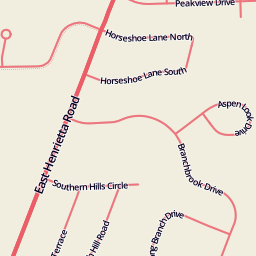 Peakview Drive
Horseshoe Lane North
Horseshoe Lane South
East Henrietta Road
Aspen Look
Drive
Branchbrook Drive
Southern Hills Circle
Terrace
Hill Road
Branch Drive